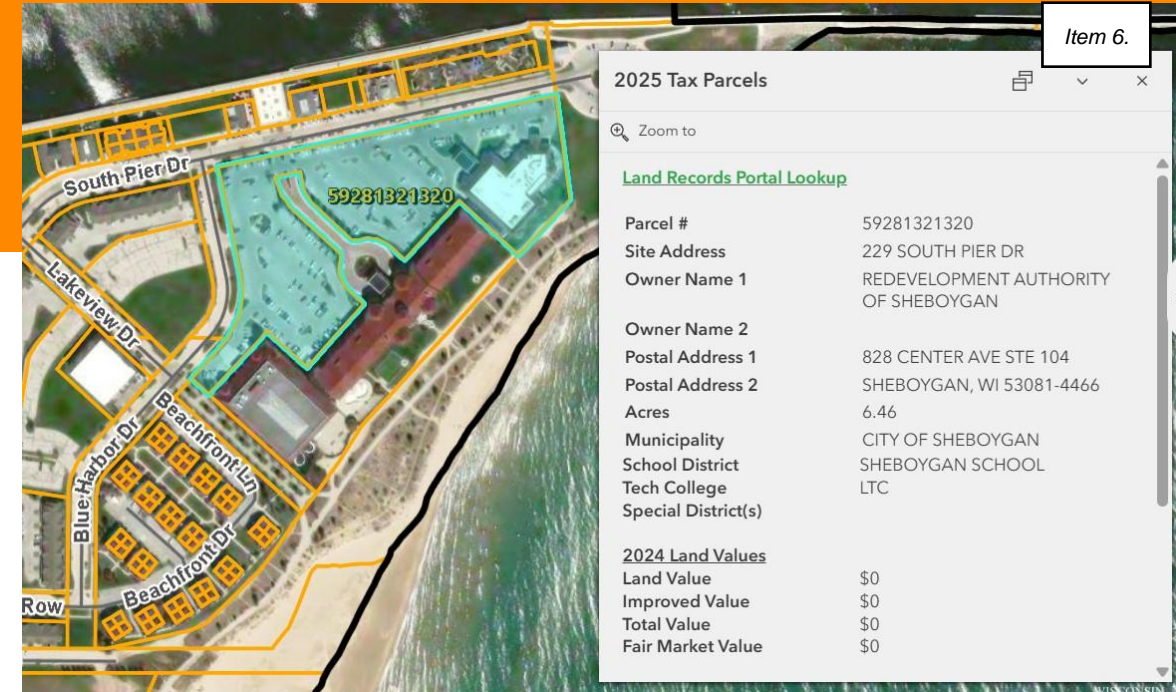 Item 6.
2025 Tax Parcels
Zoom to
Land Records Portal Lookup
Parcel # 59281321320
Site Address 229 SOUTH PIER DR
Owner Name 1 REDEVELOPMENT AUTHORITY
OF SHEBOYGAN
Owner Name 2
Postal Address 1 828 CENTER AVE STE 104
Postal Address 2 SHEBOYGAN, WI 53081-4466
Acres 6.46
Municipality CITY OF SHEBOYGAN
School District SHEBOYGAN SCHOOL
Tech College LTC
Special District(s)
2024 Land Values
Land Value $0
Improved Value $0
Total Value $0
Fair Market Value $0
South Pier Dr
59281321320
Lakeview Dr
Blue Harbor Dr
Beachfront Ln
Beachfront Dr
Row